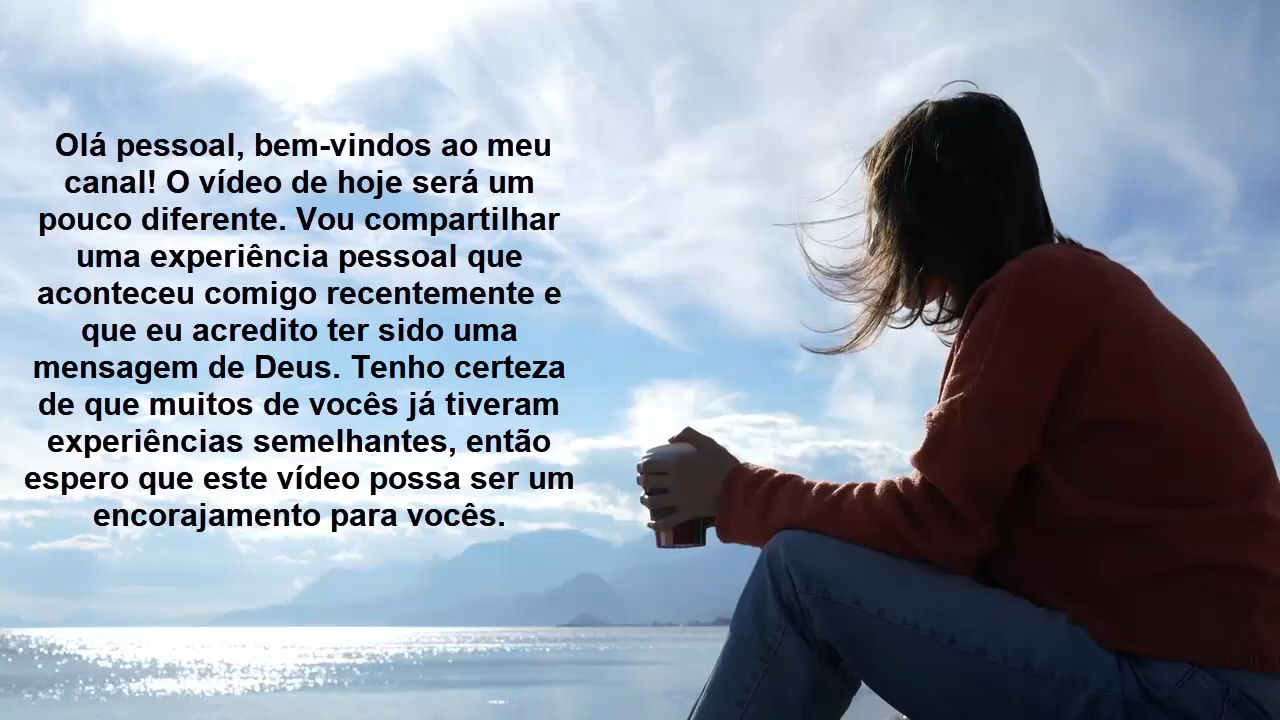 Olá pessoal, bem-vindos ao meu
canal! O vídeo de hoje será um
pouco diferente. Vou compartilhar
uma experiência pessoal que
aconteceu comigo recentemente e
que eu acredito ter sido uma
mensagem de Deus. Tenho certeza
de que muitos de vocês já tiveram
experiências semelhantes, então
espero que este vídeo possa ser um
encorajamento para vocês.